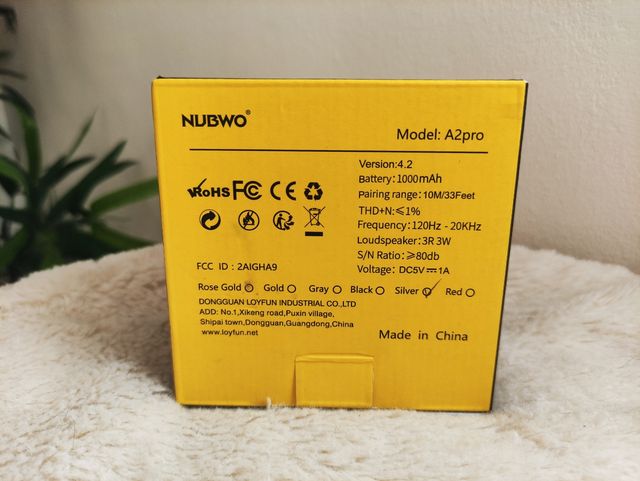 NUBWO®
Model: A2pro
Version:4.2
Battery:1000mAh
Pairing range:10M/33Feet
THD+N:≤1%
Frequency:120Hz - 20KHz
Loudspeaker:3R 3W
S/N Ratio:≥80db
Voltage: DC5V⎓1A
RoHS FC CE
FCC ID : 2AIGHA9
Rose Gold Gold Gray Black Silver Red
DONGGUAN LOYFUN INDUSTRIAL CO.,LTD
ADD: No.1,Xikeng road,Puxin village,
Shipai town,Dongguan,Guangdong,China
www.loyfun.net
Made in China